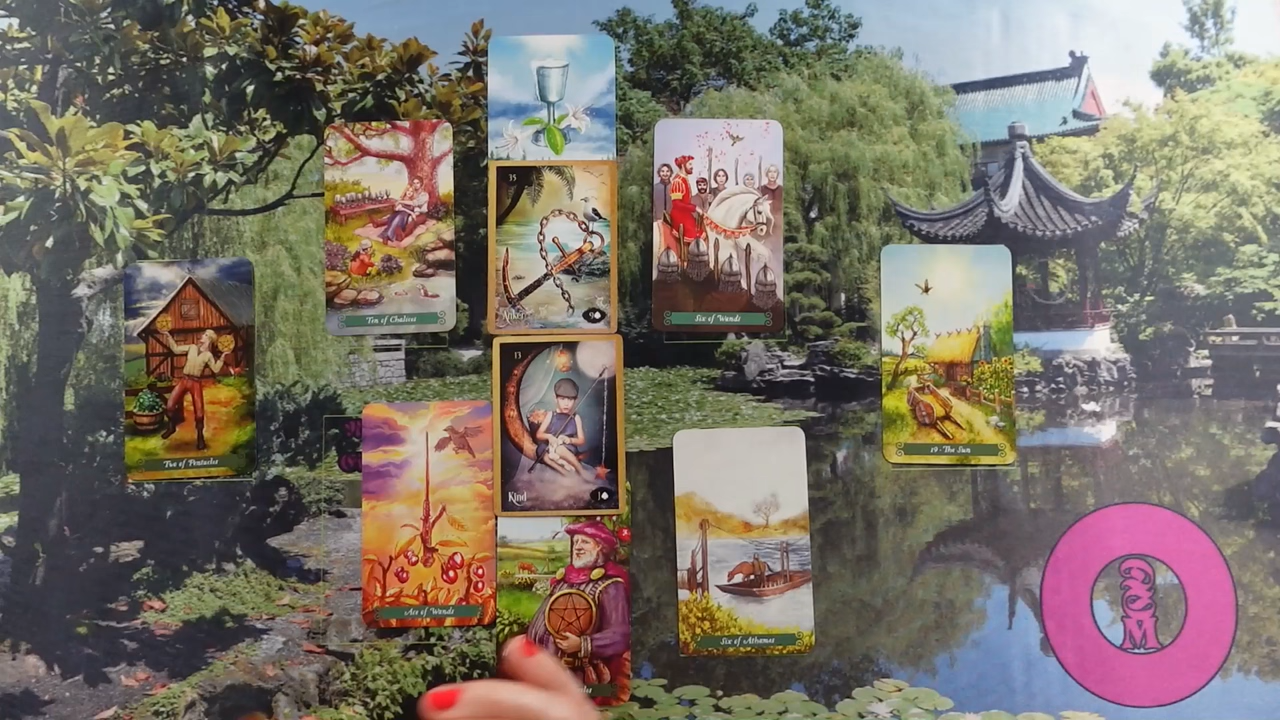 35
Anker
9
Ten of Chalices
Six of Wands
Two of Pentacles
13
Kind
19 - The Sun
Ace of Wands
Six of Athames